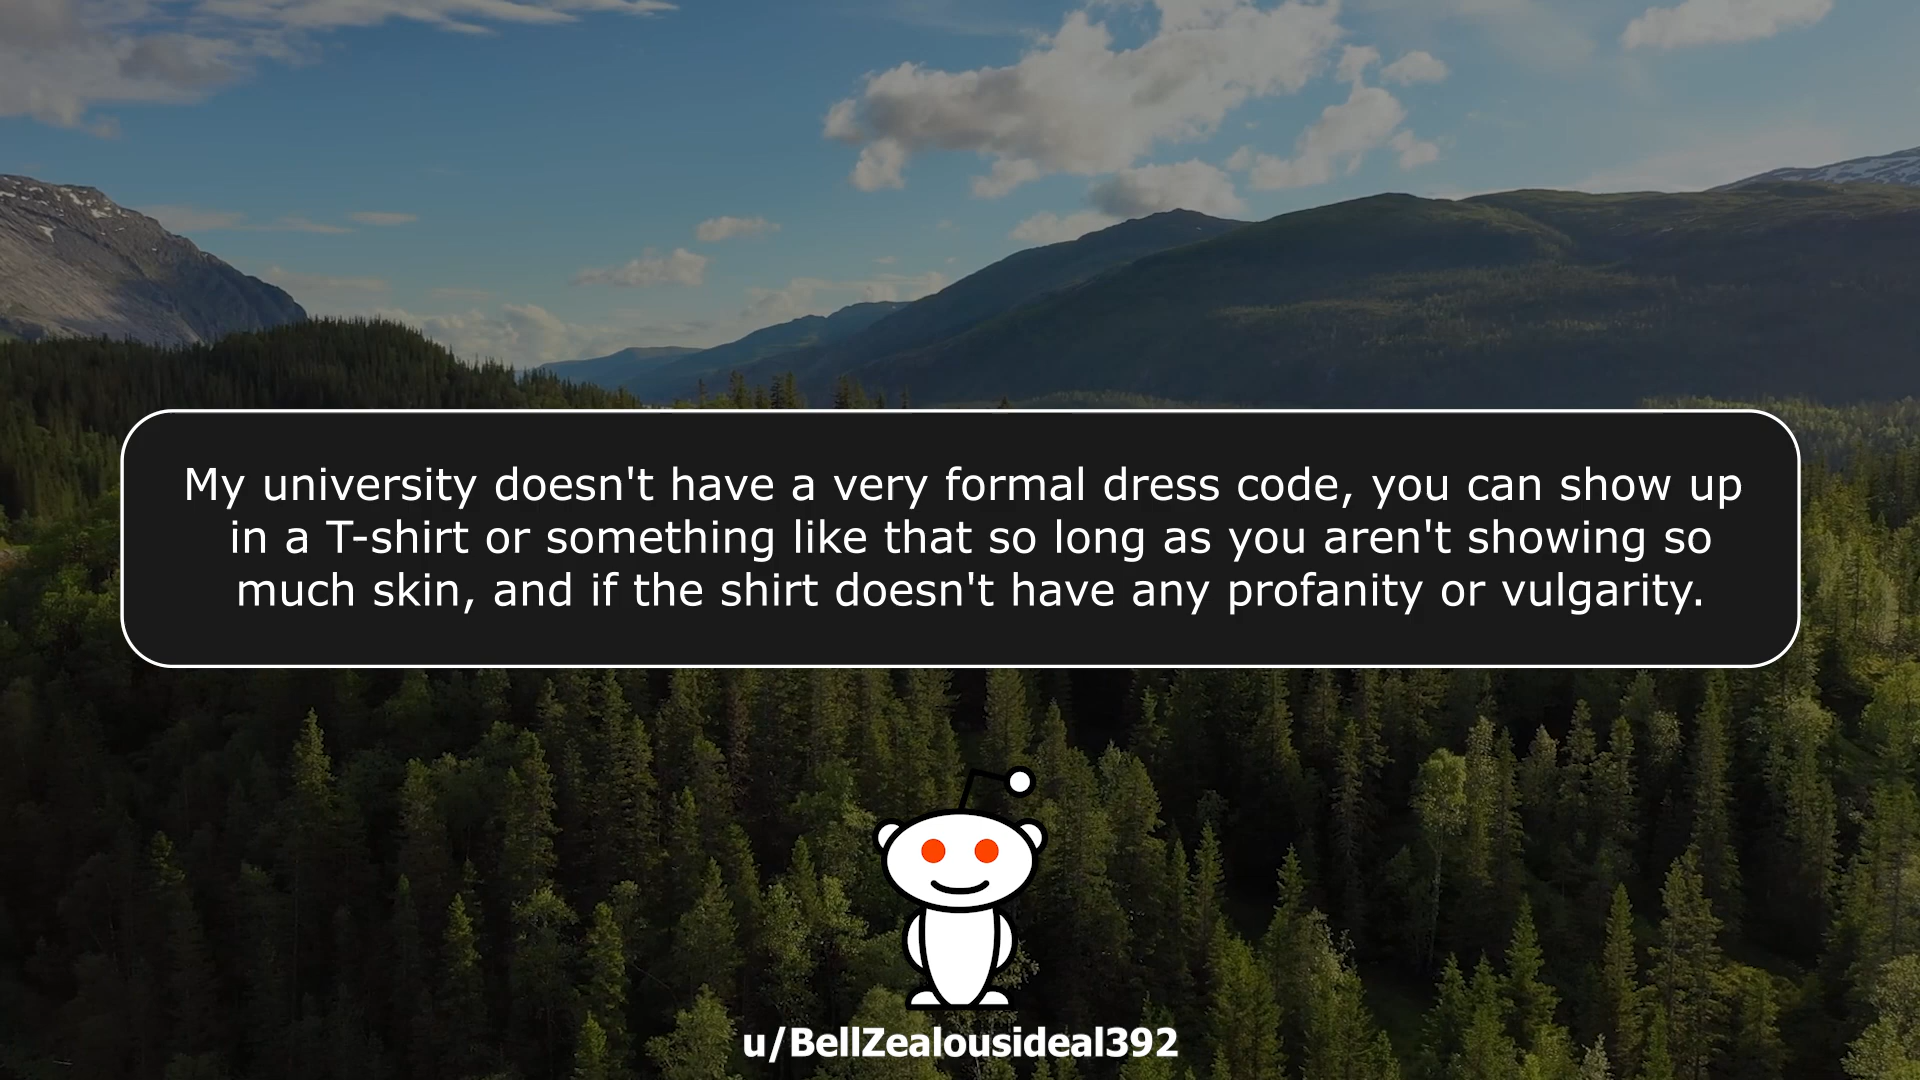 My university doesn't have a very formal dress code, you can show up
in a T-shirt or something like that so long as you aren't showing so
much skin, and if the shirt doesn't have any profanity or vulgarity.
u/BellZealousideal392